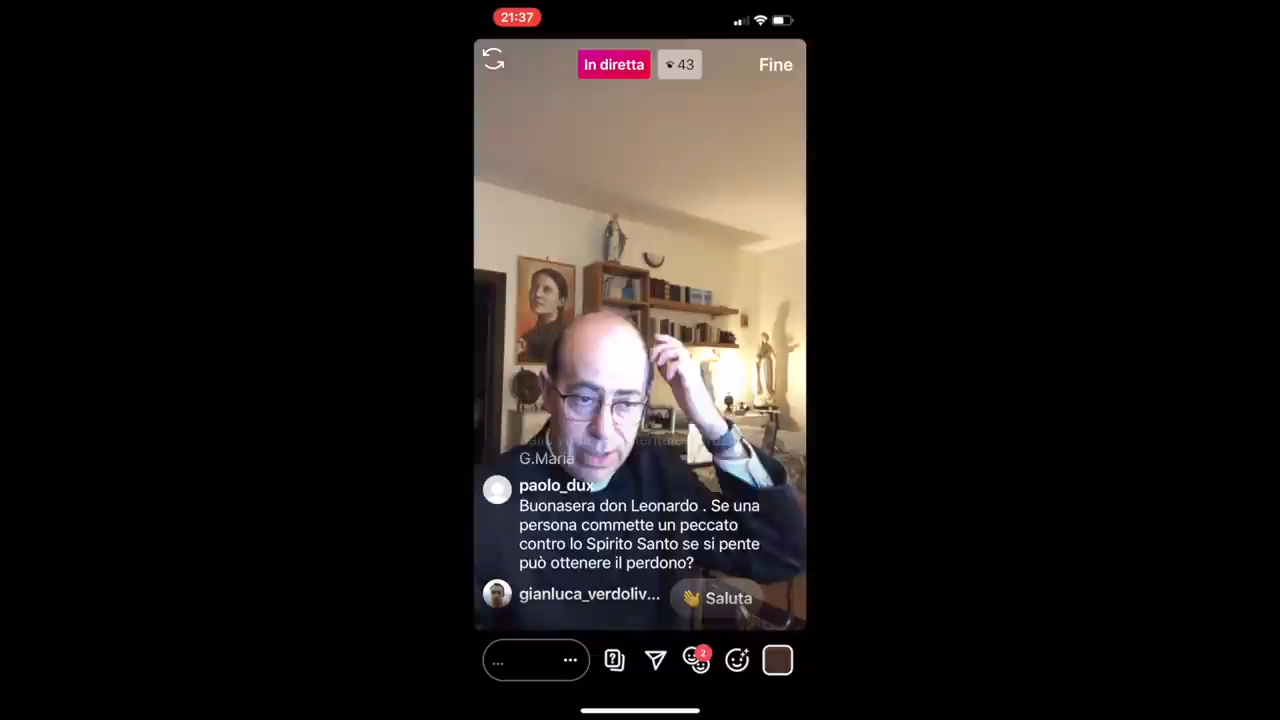 21:37
In diretta
43
Fine
G.Maria
paolo_dux
Buonasera don Leonardo . Se una
persona commette un peccato
contro lo Spirito Santo se si pente
può ottenere il perdono?
gianluca_verdoliv...
👋 Saluta
...
2